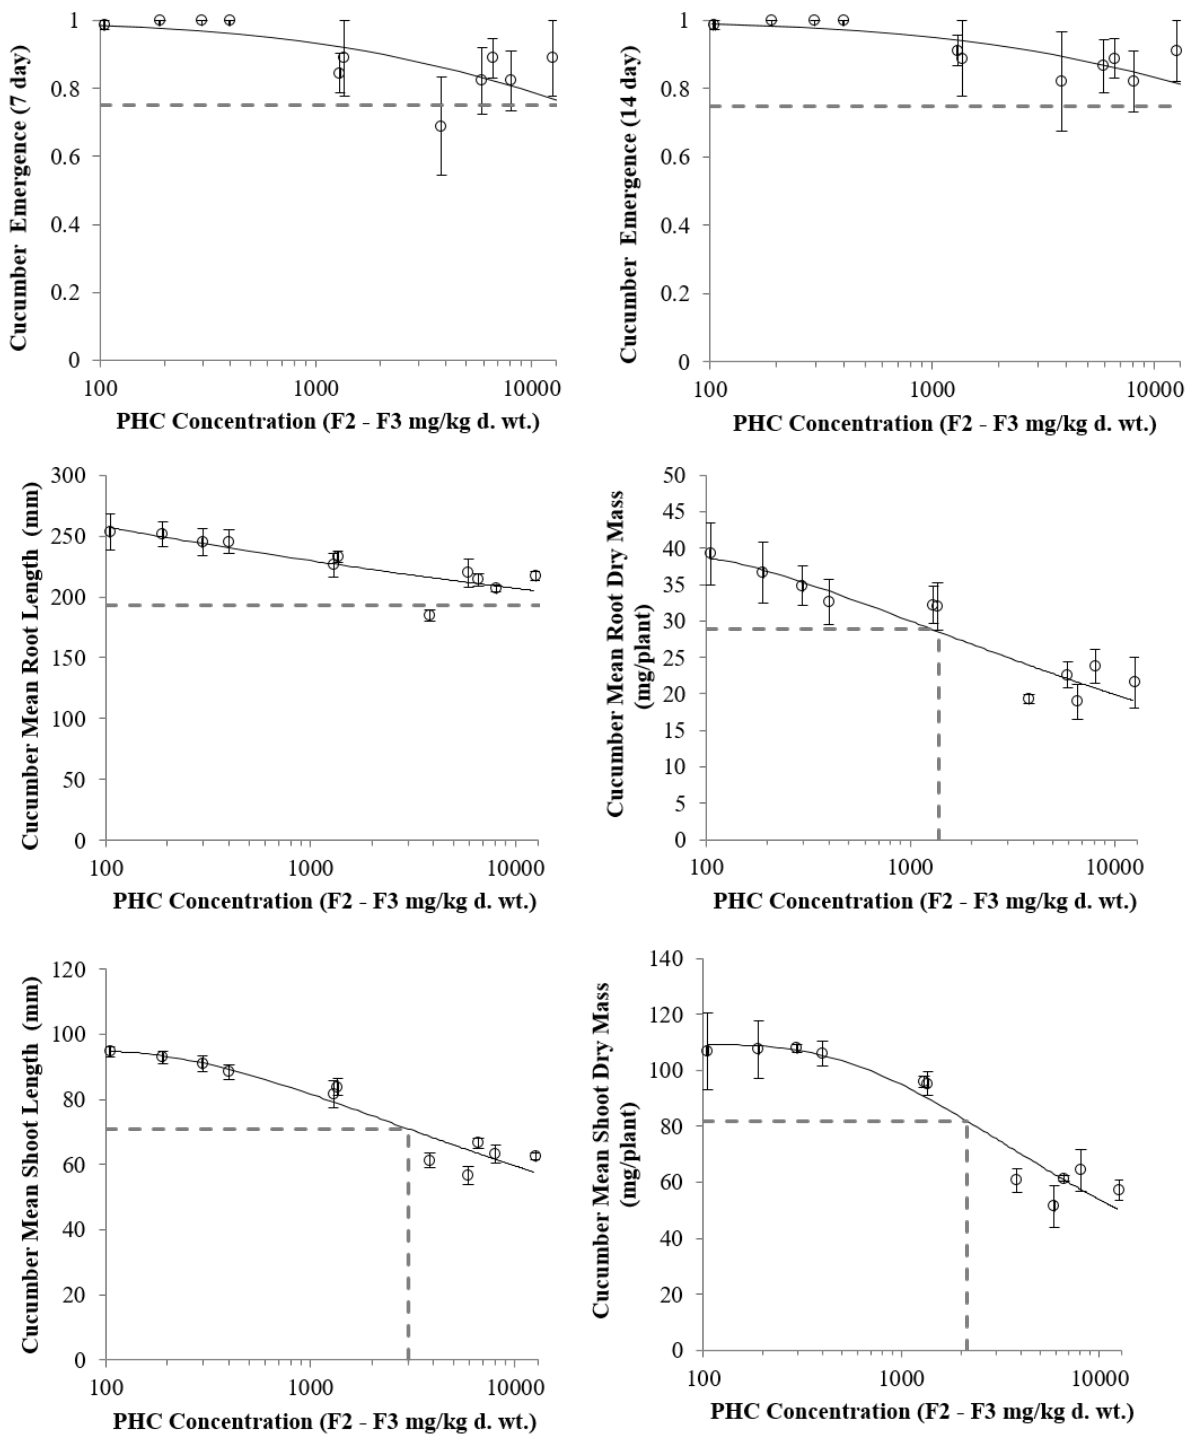 Cucumber Emergence (7 day)
1
0.8
0.6
0.4
0.2
0
100 1000 10000
PHC Concentration (F2 - F3 mg/kg d. wt.)
Cucumber Emergence (14 day)
1
0.8
0.6
0.4
0.2
0
100 1000 10000
PHC Concentration (F2 - F3 mg/kg d. wt.)
Cucumber Mean Root Length (mm)
300
250
200
150
100
50
0
100 1000 10000
PHC Concentration (F2 - F3 mg/kg d. wt.)
Cucumber Mean Root Dry Mass
(mg/plant)
50
45
40
35
30
25
20
15
10
5
0
100 1000 10000
PHC Concentration (F2 - F3 mg/kg d. wt.)
Cucumber Mean Shoot Length (mm)
120
100
80
60
40
20
0
100 1000 10000
PHC Concentration (F2 - F3 mg/kg d. wt.)
Cucumber Mean Shoot Dry Mass
(mg/plant)
140
120
100
80
60
40
20
0
100 1000 10000
PHC Concentration (F2 - F3 mg/kg d. wt.)